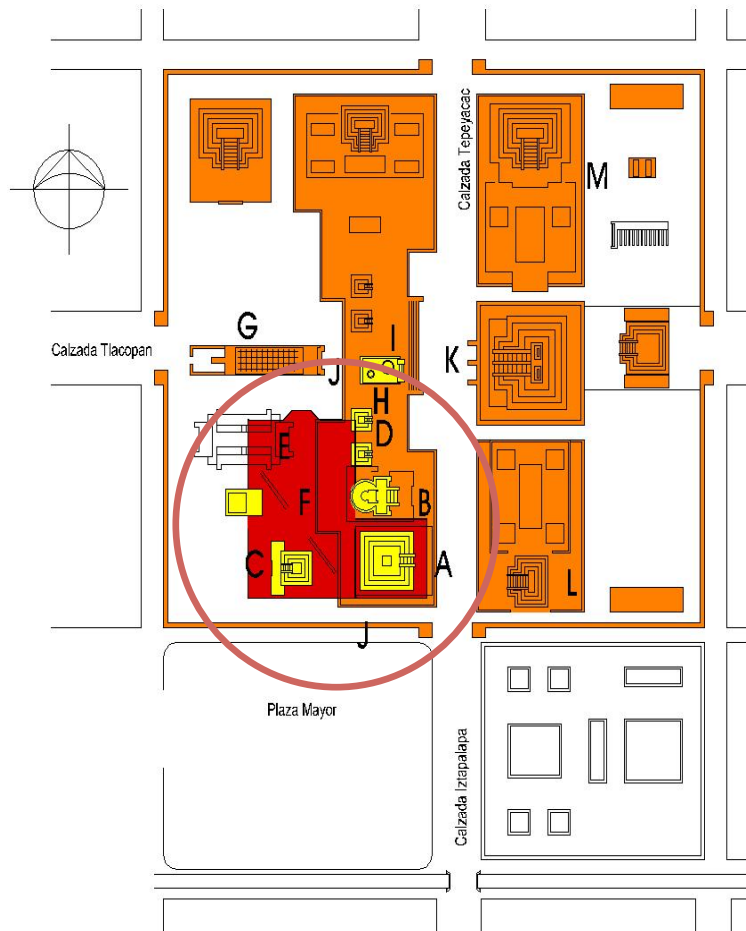 Calzada Tepeyacac
M
G
I
Calzada Tlacopan
K
J
H
D
E
F
B
C
A
L
J
Plaza Mayor
Calzada Iztapalapa